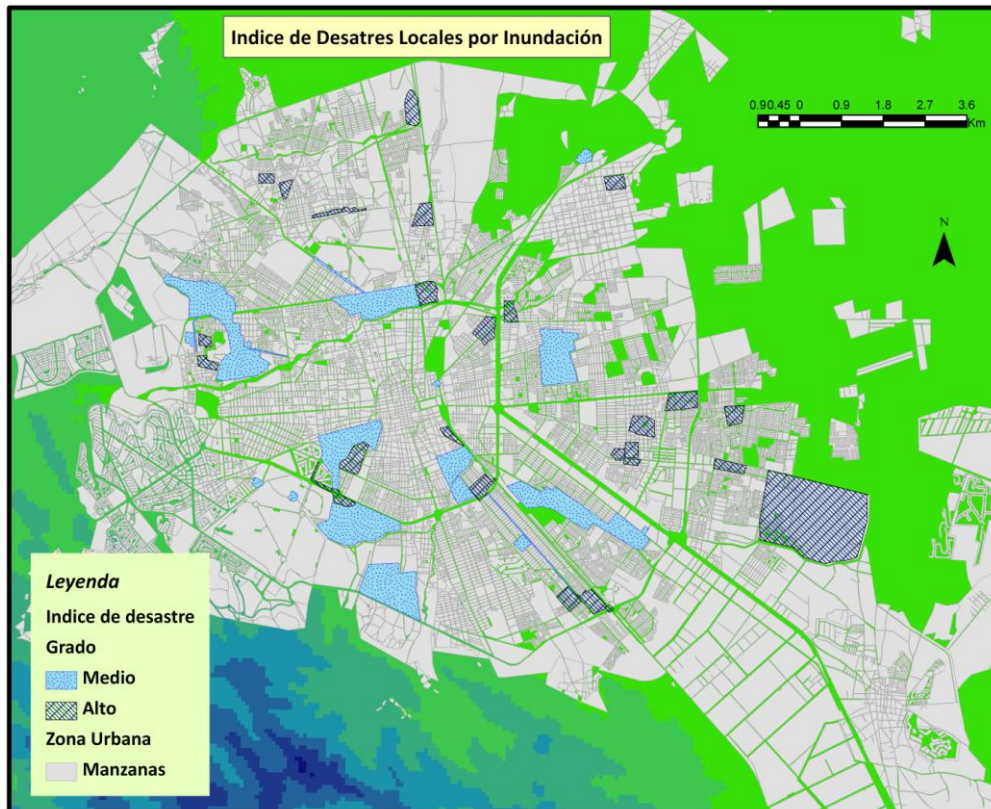 Indice de Desatres Locales por Inundación
0.90.45 0 0.9 1.8 2.7 3.6
Km
N
Leyenda
Indice de desastre
Grado
Medio
Alto
Zona Urbana
Manzanas